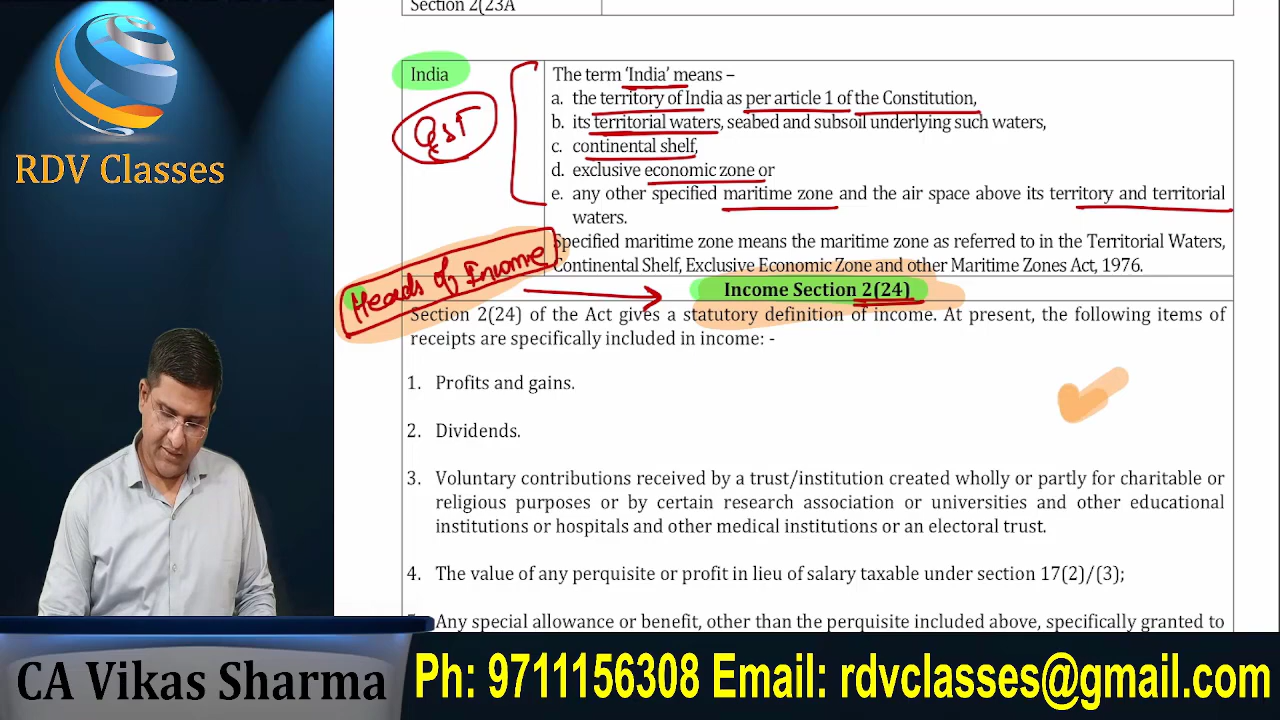 Section 2(23A
India
The term ‘India’ means –
a. the territory of India as per article 1 of the Constitution,
b. its territorial waters, seabed and subsoil underlying such waters,
GST
c. continental shelf,
d. exclusive economic zone or
e. any other specified maritime zone and the air space above its territory and territorial
waters.
Specified maritime zone means the maritime zone as referred to in the Territorial Waters,
Continental Shelf, Exclusive Economic Zone and other Maritime Zones Act, 1976.
Heads of Income
Income Section 2(24)
Section 2(24) of the Act gives a statutory definition of income. At present, the following items of
receipts are specifically included in income: -
1. Profits and gains.
2. Dividends.
3. Voluntary contributions received by a trust/institution created wholly or partly for charitable or
religious purposes or by certain research association or universities and other educational
institutions or hospitals and other medical institutions or an electoral trust.
4. The value of any perquisite or profit in lieu of salary taxable under section 17(2)/(3);
Any special allowance or benefit, other than the perquisite included above, specifically granted to
RDV Classes
CA Vikas Sharma
Ph: 9711156308 Email: rdvclasses@gmail.com